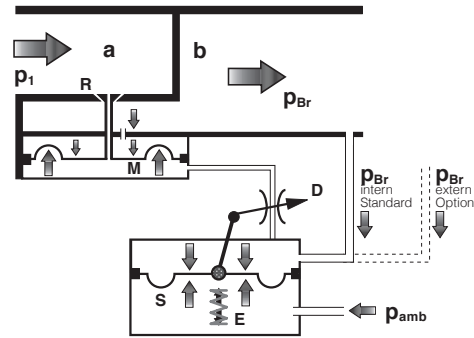 a
b
p1
R
pBr
M
D
pBr
intern
Standard
pBr
extern
Option
S
E
pamb